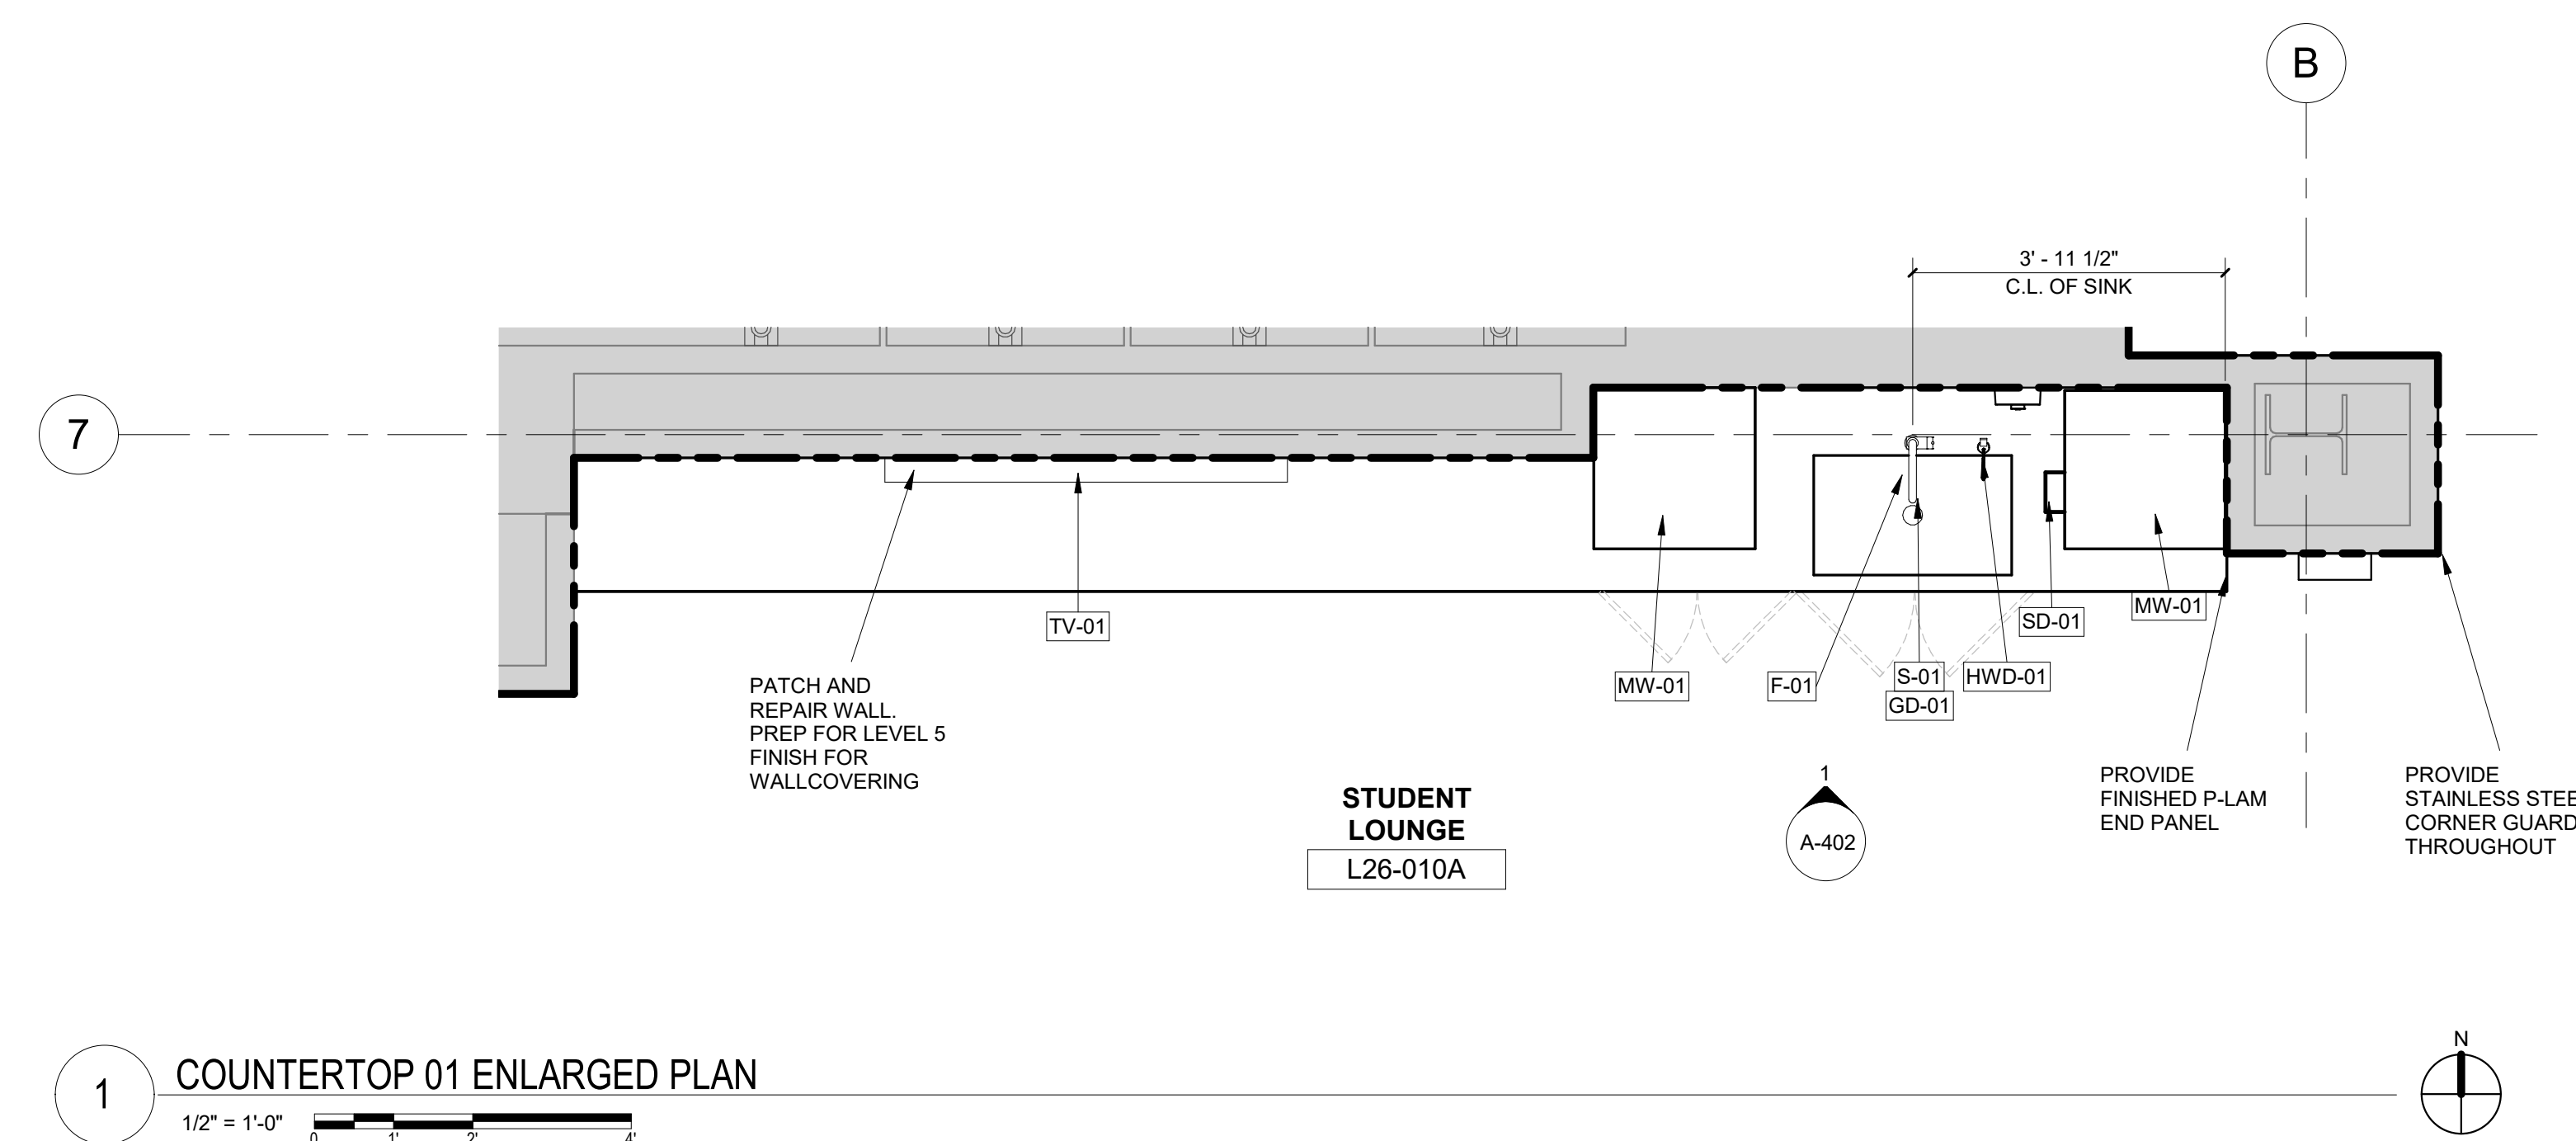 B
3' - 11 1/2"
C.L. OF SINK
7
TV-01
MW-01
F-01
S-01
GD-01
HWD-01
SD-01
MW-01
PATCH AND
REPAIR WALL.
PREP FOR LEVEL 5
FINISH FOR
WALLCOVERING
STUDENT
LOUNGE
L26-010A
1
A-402
PROVIDE
FINISHED P-LAM
END PANEL
PROVIDE
STAINLESS STEE
CORNER GUARD
THROUGHOUT
N
1
COUNTERTOP 01 ENLARGED PLAN
1/2" = 1'-0"
0 1' 2' 4'